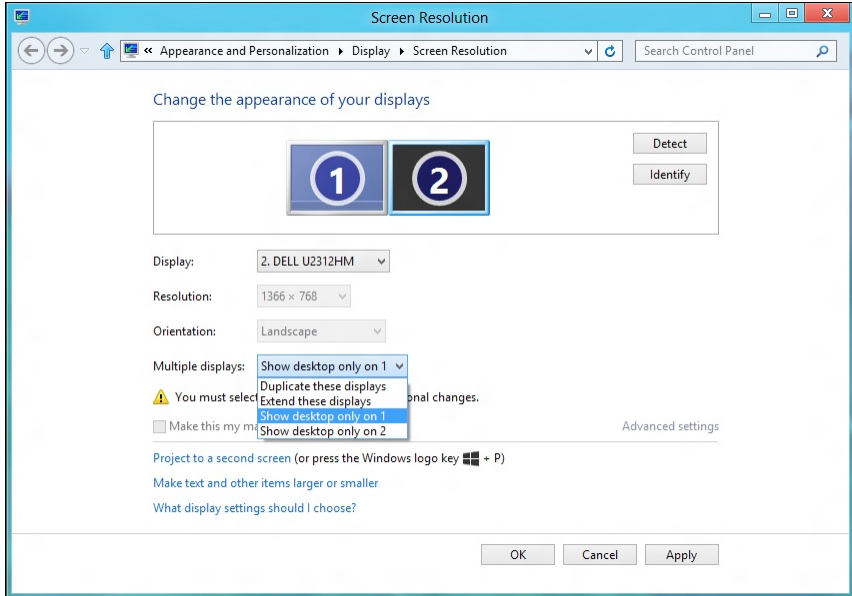 Screen Resolution
« Appearance and Personalization ▸ Display ▸ Screen Resolution
Search Control Panel
Change the appearance of your displays
1 2
Detect
Identify
Display: 2. DELL U2312HM
Resolution: 1366 × 768
Orientation: Landscape
Multiple displays: Show desktop only on 1
Duplicate these displays
Extend these displays
Show desktop only on 1
Show desktop only on 2
You must select onal changes.
Make this my ma
Advanced settings
Project to a second screen (or press the Windows logo key + P)
Make text and other items larger or smaller
What display settings should I choose?
OK Cancel Apply